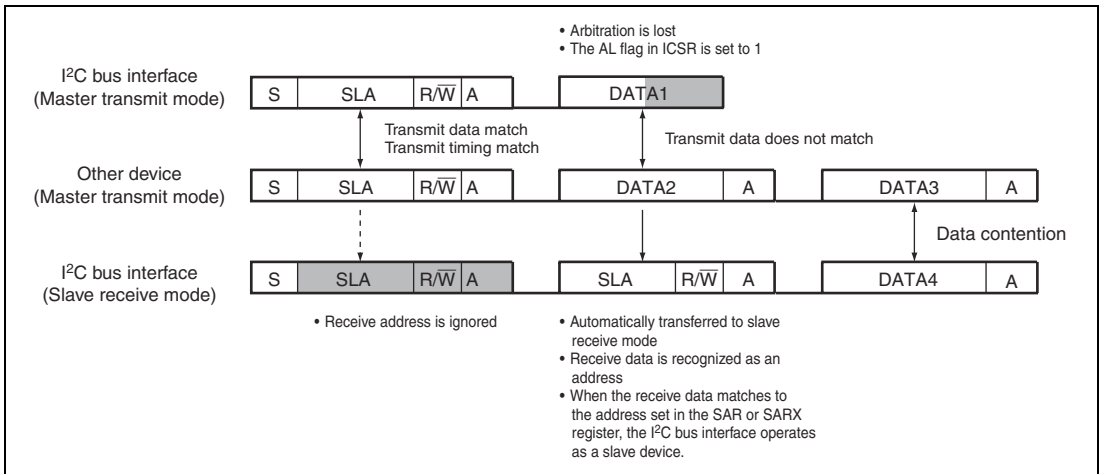 • Arbitration is lost
• The AL flag in ICSR is set to 1
I²C bus interface
(Master transmit mode)
S SLA R/W̅ A DATA1
Transmit data match
Transmit timing match
Transmit data does not match
Other device
(Master transmit mode)
S SLA R/W̅ A DATA2 A DATA3 A
Data contention
I²C bus interface
(Slave receive mode)
S SLA R/W̅ A SLA R/W̅ A DATA4 A
• Receive address is ignored
• Automatically transferred to slave
receive mode
• Receive data is recognized as an
address
• When the receive data matches to
the address set in the SAR or SARX
register, the I²C bus interface operates
as a slave device.